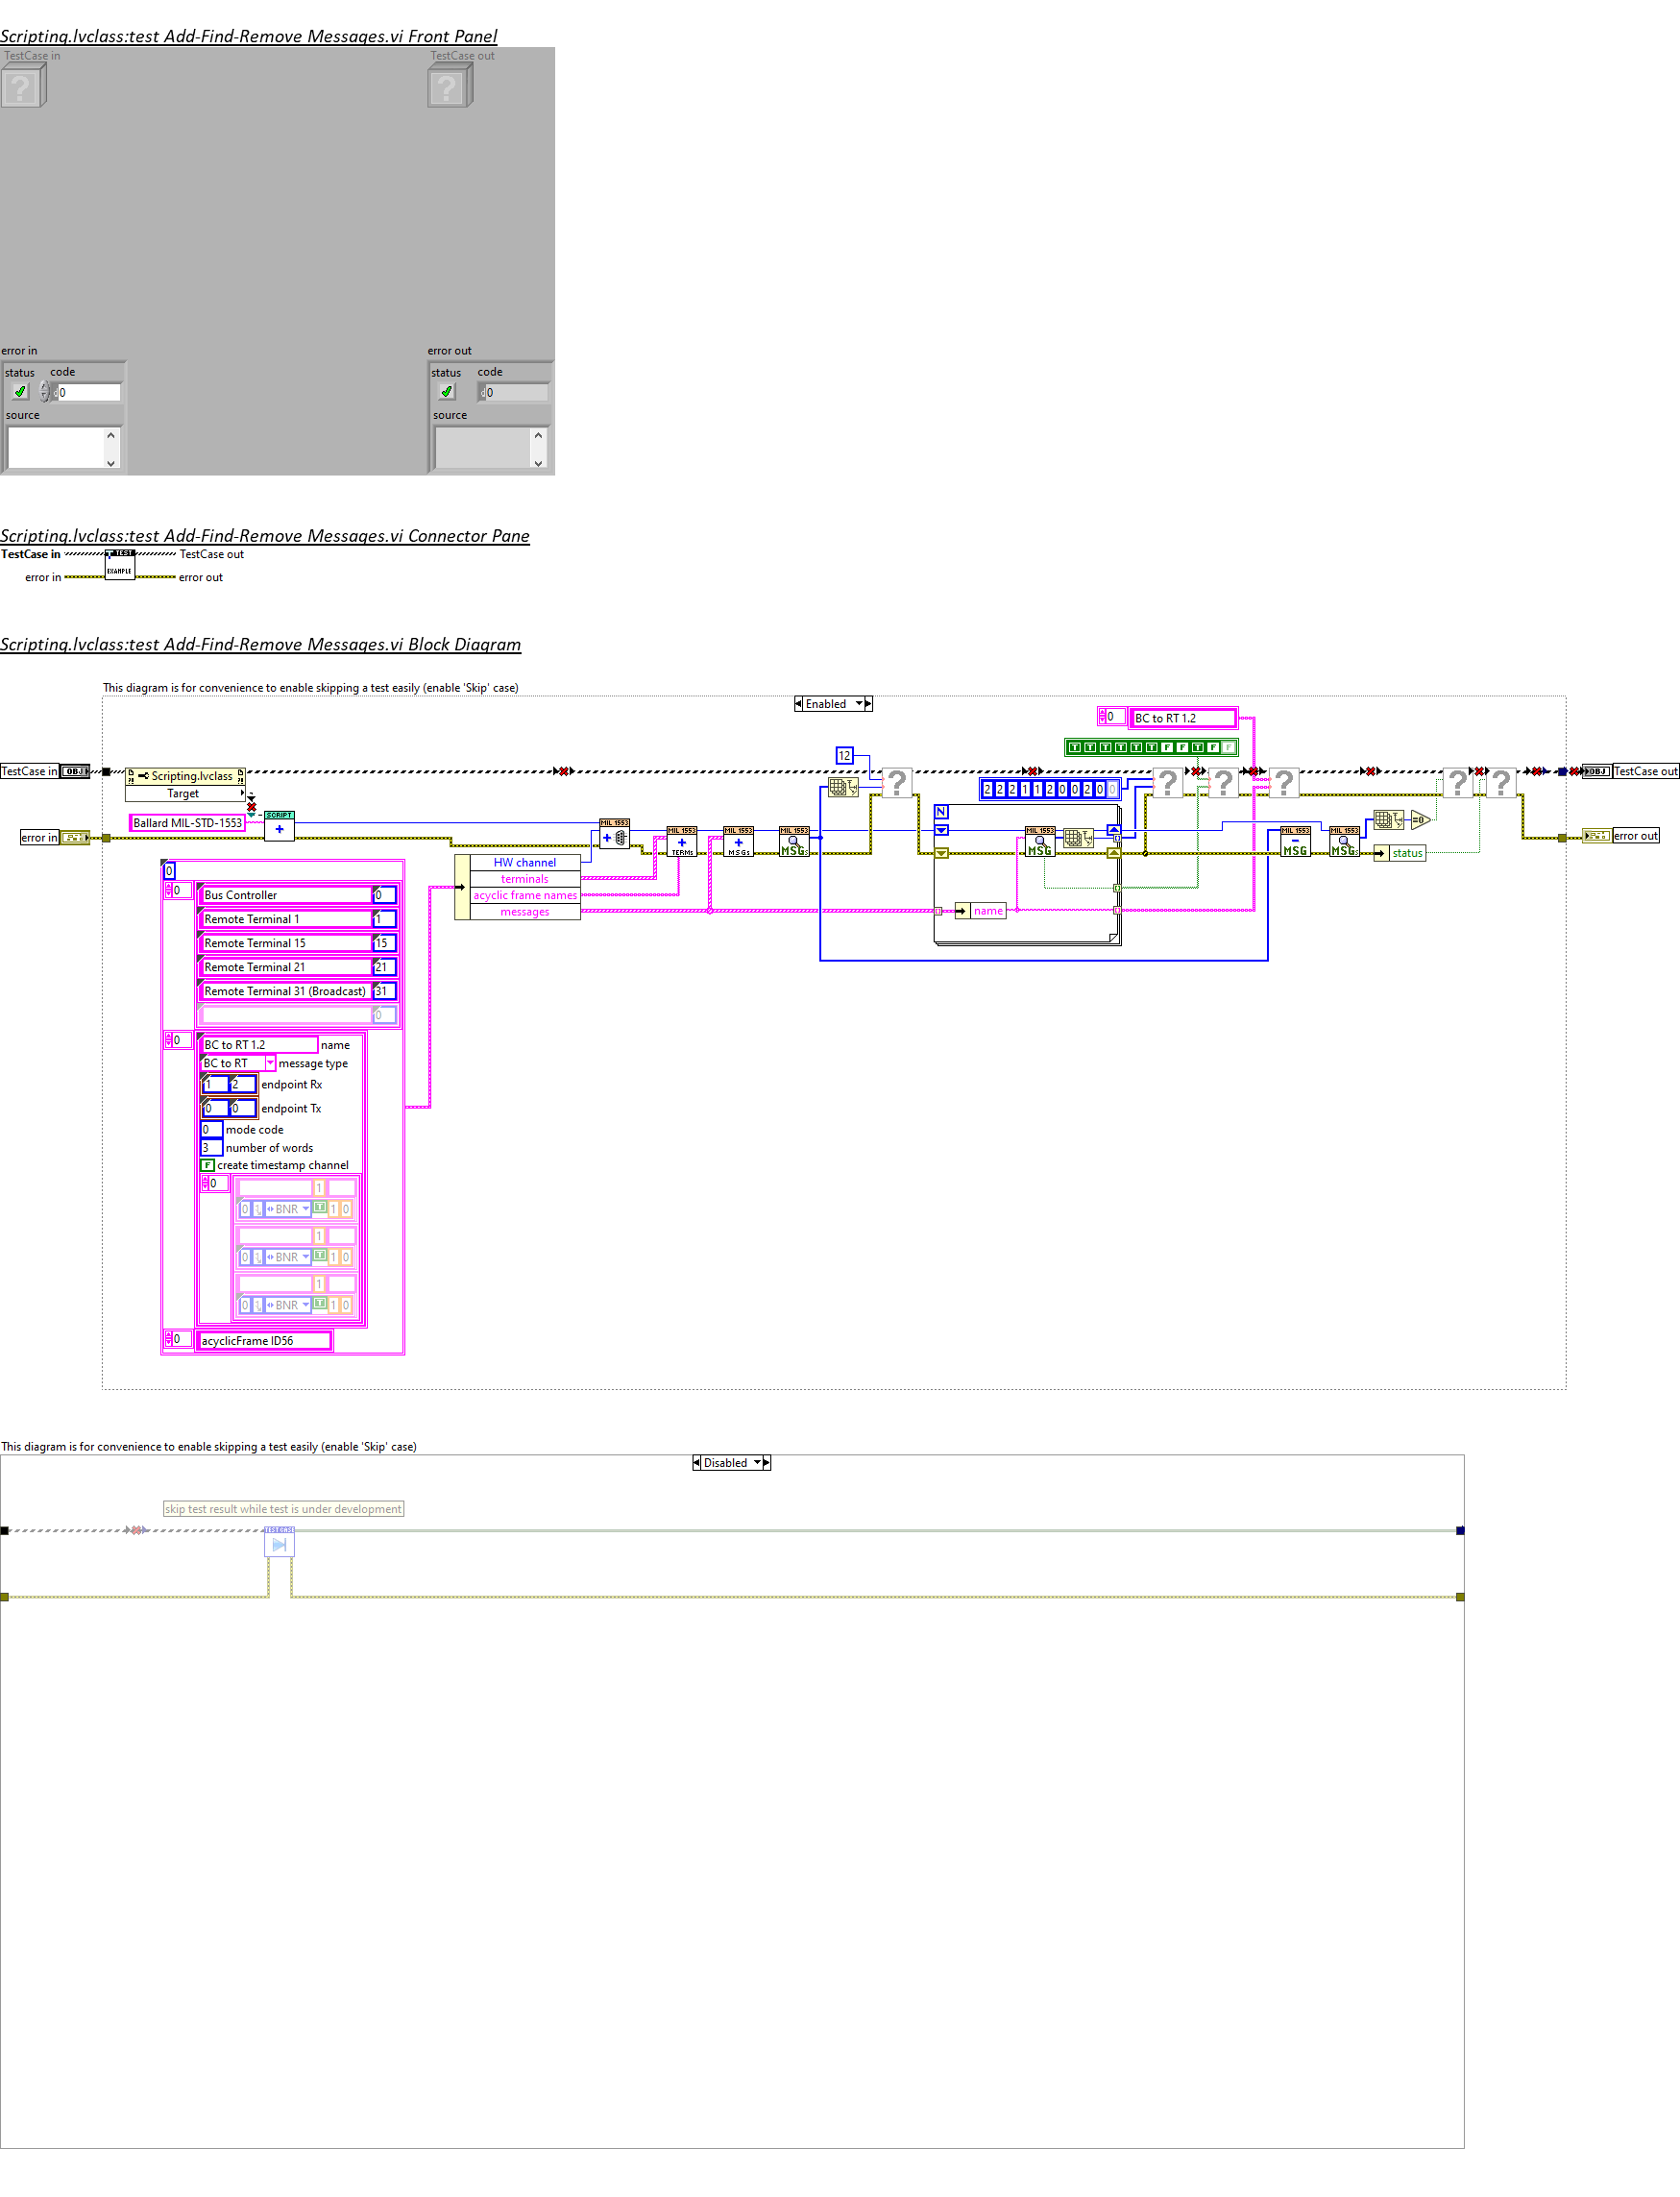 Scripting.lvclass:test Add-Find-Remove Messages.vi Front Panel
TestCase in
TestCase out
?
?
error in
error out
status code
status code
0
0
source
source
Scripting.lvclass:test Add-Find-Remove Messages.vi Connector Pane
TestCase in
TEST
EXAMPLE
TestCase out
error in
error out
Scripting.lvclass:test Add-Find-Remove Messages.vi Block Diagram
This diagram is for convenience to enable skipping a test easily (enable 'Skip' case)
Enabled
0
BC to RT 1.2
T T T T T T F F T F F
12
TestCase in
OBJ
Scripting.lvclass
Target
?
2 2 2 1 1 2 0 0 2 0 0
? ? ?
? ?
OBJ
TestCase out
Ballard MIL-STD-1553
SCRIPT
error in
MIL 1553
MIL 1553
TERMs
MIL 1553
MSGs
MIL 1553
MSGs
N
MIL 1553
MSG
MIL 1553
MSG
MIL 1553
MSGs
=0
status
error out
HW channel
terminals
acyclic frame names
messages
name
0
0
Bus Controller 0
Remote Terminal 1 1
Remote Terminal 15 15
Remote Terminal 21 21
Remote Terminal 31 (Broadcast) 31
0
0
BC to RT 1.2 name
BC to RT message type
1 2 endpoint Rx
0 0 endpoint Tx
0 mode code
3 number of words
F create timestamp channel
0
1
0 1 BNR T 1 0
1
0 1 BNR T 1 0
1
0 1 BNR T 1 0
0
acyclicFrame ID56
This diagram is for convenience to enable skipping a test easily (enable 'Skip' case)
Disabled
skip test result while test is under development
TEST CASE